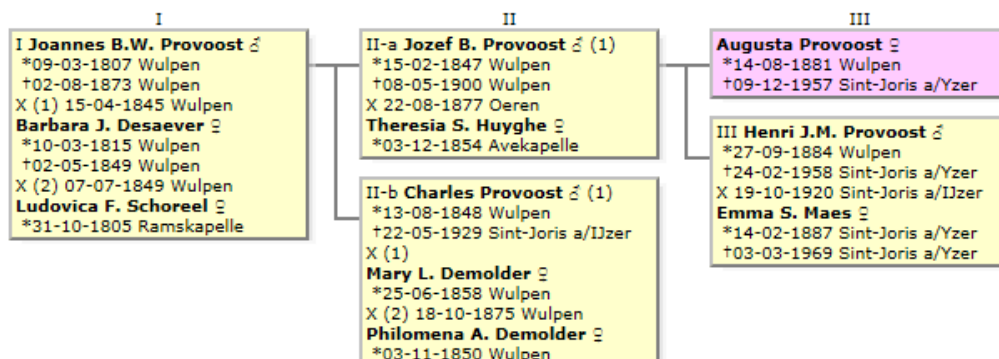 I
I Joannes B.W. Provoost ♂
*09-03-1807 Wulpen
†02-08-1873 Wulpen
X (1) 15-04-1845 Wulpen
Barbara J. Desaever ♀
*10-03-1815 Wulpen
†02-05-1849 Wulpen
X (2) 07-07-1849 Wulpen
Ludovica F. Schoreel ♀
*31-10-1805 Ramskapelle
II
II-a Jozef B. Provoost ♂ (1)
*15-02-1847 Wulpen
†08-05-1900 Wulpen
X 22-08-1877 Oeren
Theresia S. Huyghe ♀
*03-12-1854 Avekapelle
II-b Charles Provoost ♂ (1)
*13-08-1848 Wulpen
†22-05-1929 Sint-Joris a/IJzer
X (1)
Mary L. Demolder ♀
*25-06-1858 Wulpen
X (2) 18-10-1875 Wulpen
Philomena A. Demolder ♀
*03-11-1850 Wulpen
III
Augusta Provoost ♀
*14-08-1881 Wulpen
†09-12-1957 Sint-Joris a/Yzer
III Henri J.M. Provoost ♂
*27-09-1884 Wulpen
†24-02-1958 Sint-Joris a/Yzer
X 19-10-1920 Sint-Joris a/IJzer
Emma S. Maes ♀
*14-02-1887 Sint-Joris a/Yzer
†03-03-1969 Sint-Joris a/Yzer